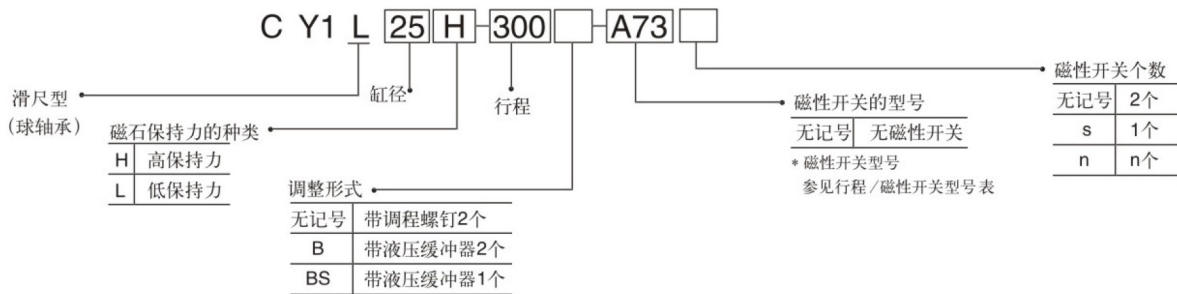 C Y1 L 25 H-300 -A73
滑尺型
(球轴承)
缸径
行程
磁石保持力的种类
H 高保持力
L 低保持力
调整形式
无记号 带调程螺钉2个
B 带液压缓冲器2个
BS 带液压缓冲器1个
磁性开关的型号
无记号 无磁性开关
* 磁性开关型号
参见行程/磁性开关型号表
磁性开关个数
无记号 2个
s 1个
n n个